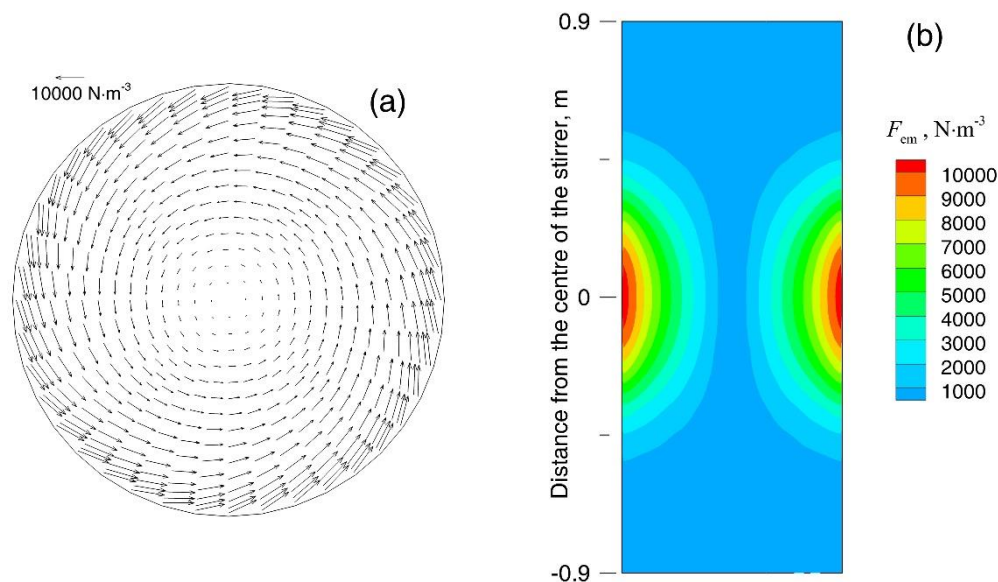 (a)
10000 N·m⁻³
(b)
0.9
0
-0.9
Distance from the centre of the stirrer, m
Fem , N·m⁻³
10000
9000
8000
7000
6000
5000
4000
3000
2000
1000